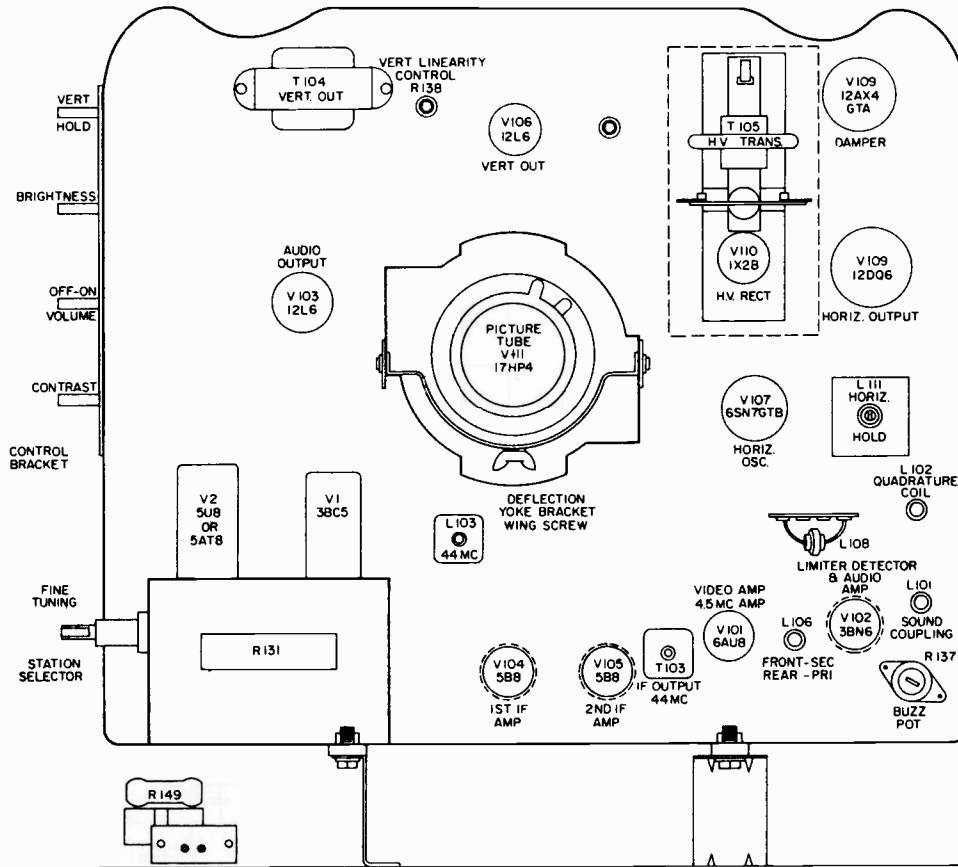 T104
VERT. OUT
VERT LINEARITY
CONTROL
R138
V106
12L6
VERT OUT
T105
H.V. TRANS.
V109
12AX4
GTA
DAMPER
VERT
HOLD
BRIGHTNESS
OFF-ON
VOLUME
CONTRAST
CONTROL
BRACKET
AUDIO
OUTPUT
V103
12L6
PICTURE
TUBE
V111
17HP4
V110
1X2B
H.V. RECT
V109
12DQ6
HORIZ. OUTPUT
V107
6SN7GTB
HORIZ.
OSC.
L111
HORIZ.
HOLD
L102
QUADRATURE
COIL
V2
5U8
OR
5AT8
V1
3BC5
DEFLECTION
YOKE BRACKET
WING SCREW
L103
44 MC
L108
LIMITER DETECTOR
& AUDIO
AMP
V102
3BN6
L101
SOUND
COUPLING
FINE
TUNING
STATION
SELECTOR
R131
VIDEO AMP
4.5 MC AMP
V101
6AU8
L106
FRONT-SEC
REAR-PRI
V104
5B8
1ST IF
AMP
V105
5B8
2ND IF
AMP
T103
IF OUTPUT
44MC
R137
BUZZ
POT
R149